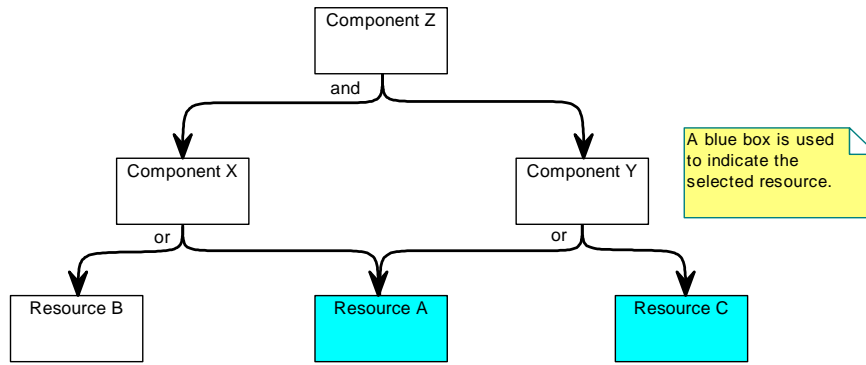 Component Z
and
Component X
Component Y
A blue box is used
to indicate the
selected resource.
or
or
Resource B
Resource A
Resource C